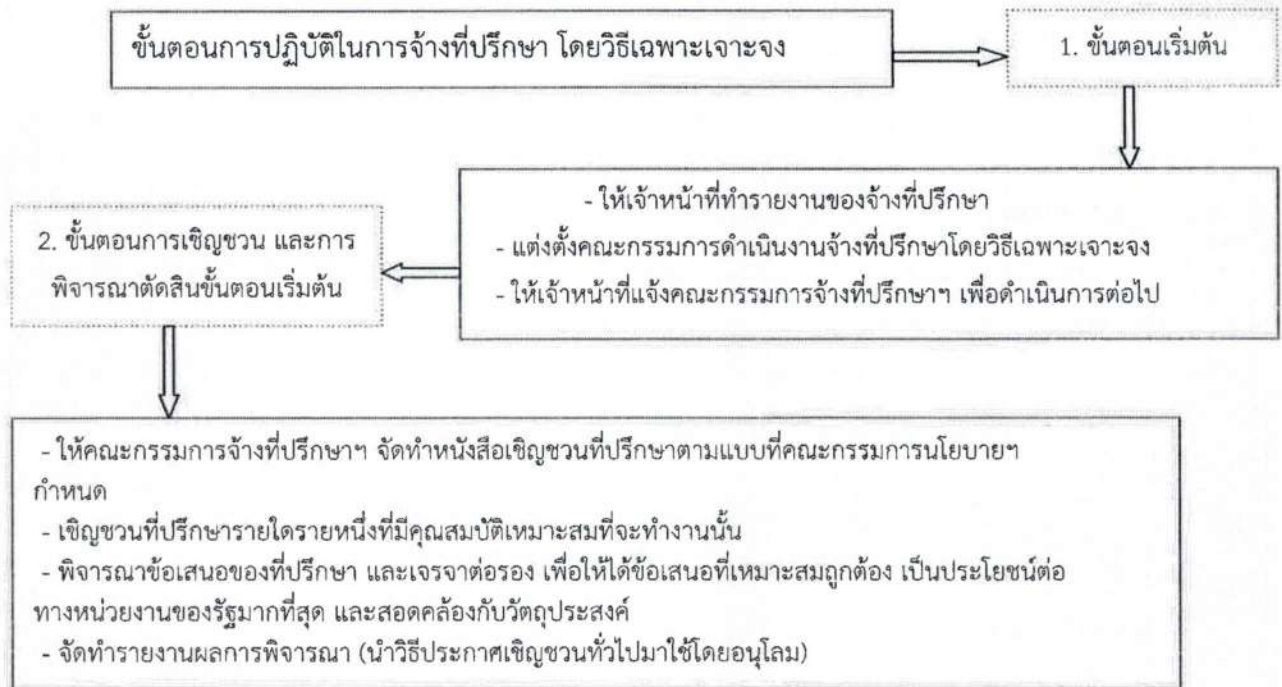 ขั้นตอนการปฏิบัติในการจ้างที่ปรึกษา โดยวิธีเฉพาะเจาะจง
1. ขั้นตอนเริ่มต้น
- ให้เจ้าหน้าที่ทำรายงานของจ้างที่ปรึกษา
- แต่งตั้งคณะกรรมการดำเนินงานจ้างที่ปรึกษาโดยวิธีเฉพาะเจาะจง
- ให้เจ้าหน้าที่แจ้งคณะกรรมการจ้างที่ปรึกษาฯ เพื่อดำเนินการต่อไป
2. ขั้นตอนการเชิญชวน และการ
พิจารณาตัดสินขั้นตอนเริ่มต้น
- ให้คณะกรรมการจ้างที่ปรึกษาฯ จัดทำหนังสือเชิญชวนที่ปรึกษาตามแบบที่คณะกรรมการนโยบายฯ
กำหนด
- เชิญชวนที่ปรึกษารายใดรายหนึ่งที่มีคุณสมบัติเหมาะสมที่จะทำงานนั้น
- พิจารณาข้อเสนอของที่ปรึกษา และเจรจาต่อรอง เพื่อให้ได้ข้อเสนอที่เหมาะสมถูกต้อง เป็นประโยชน์ต่อ
ทางหน่วยงานของรัฐมากที่สุด และสอดคล้องกับวัตถุประสงค์
- จัดทำรายงานผลการพิจารณา (นำวิธีประกาศเชิญชวนทั่วไปมาใช้โดยอนุโลม)